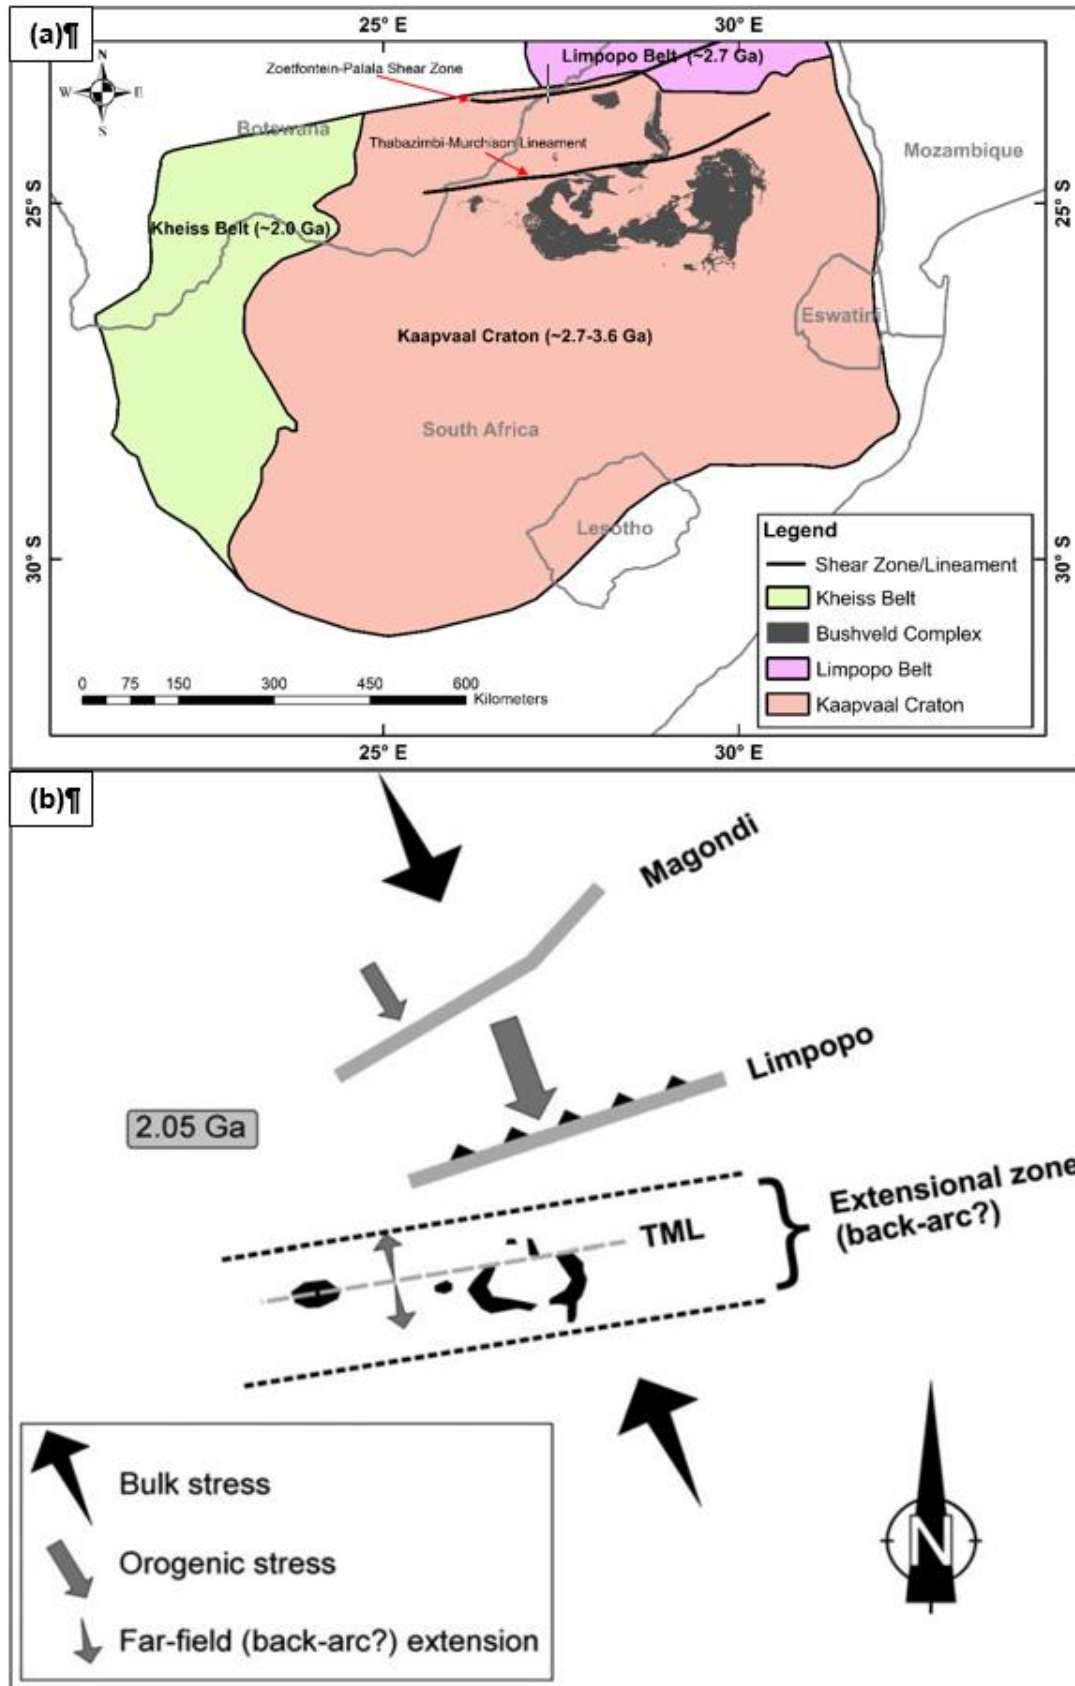 (a)¶
25° E
30° E
N
W
E
S
Limpopo Belt (~2.7 Ga)
Zoetfontein-Palala Shear Zone
Botswana
Thabazimbi-Murchison Lineament
Mozambique
25° S
25° S
Kheiss Belt (~2.0 Ga)
Eswatini
Kaapvaal Craton (~2.7-3.6 Ga)
South Africa
Lesotho
30° S
30° S
Legend
Shear Zone/Lineament
Kheiss Belt
Bushveld Complex
Limpopo Belt
Kaapvaal Craton
0 75 150 300 450 600
Kilometers
25° E
30° E
(b)¶
Magondi
Limpopo
2.05 Ga
Extensional zone
(back-arc?)
TML
Bulk stress
Orogenic stress
Far-field (back-arc?) extension
N